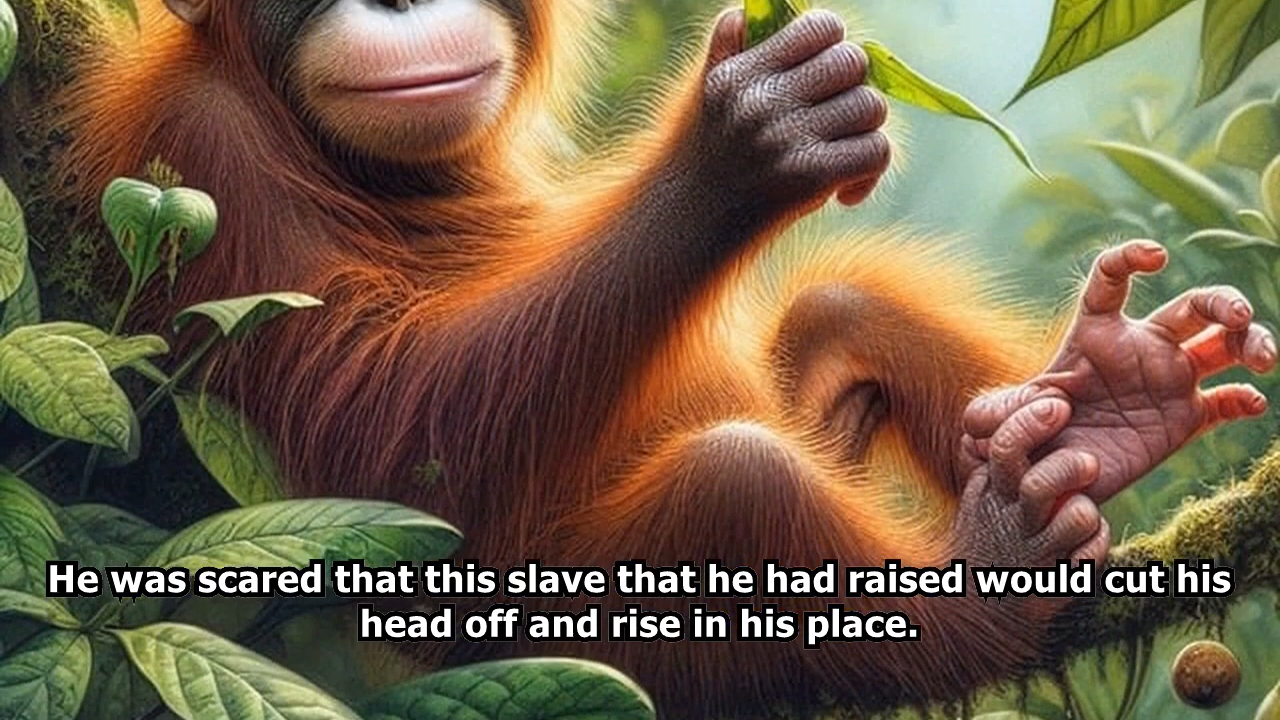 He was scared that this slave that he had raised would cut his
head off and rise in his place.